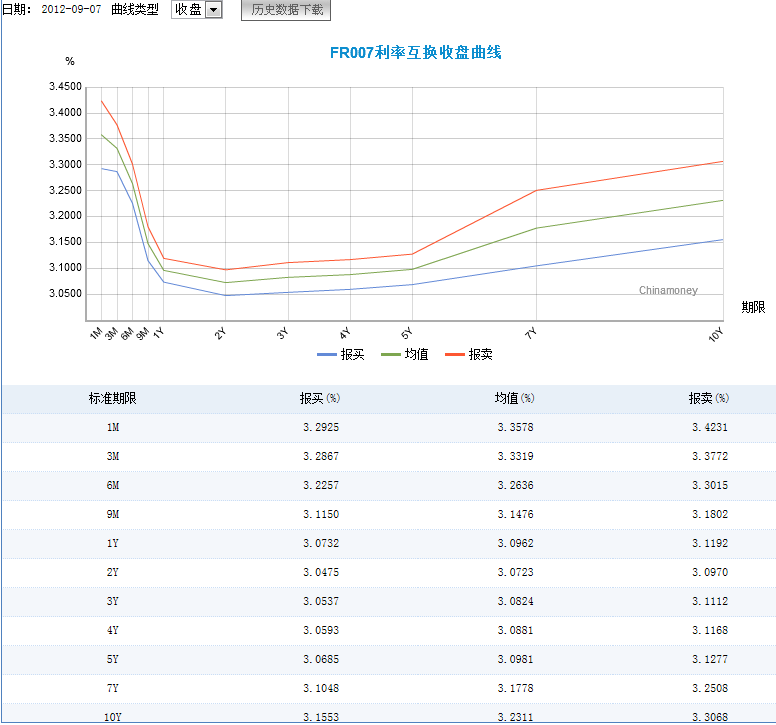 日期： 2012-09-07 曲线类型 收盘 历史数据下载
FR007利率互换收盘曲线
%
3.4500
3.4000
3.3500
3.3000
3.2500
3.2000
3.1500
3.1000
3.0500
Chinamoney
期限
1M 3M 6M 9M 1Y 2Y 3Y 4Y 5Y 7Y 10Y
报买 均值 报卖
标准期限 报买(%) 均值(%) 报卖(%)
1M 3.2925 3.3578 3.4231
3M 3.2867 3.3319 3.3772
6M 3.2257 3.2636 3.3015
9M 3.1150 3.1476 3.1802
1Y 3.0732 3.0962 3.1192
2Y 3.0475 3.0723 3.0970
3Y 3.0537 3.0824 3.1112
4Y 3.0593 3.0881 3.1168
5Y 3.0685 3.0981 3.1277
7Y 3.1048 3.1778 3.2508
10Y 3.1553 3.2311 3.3068